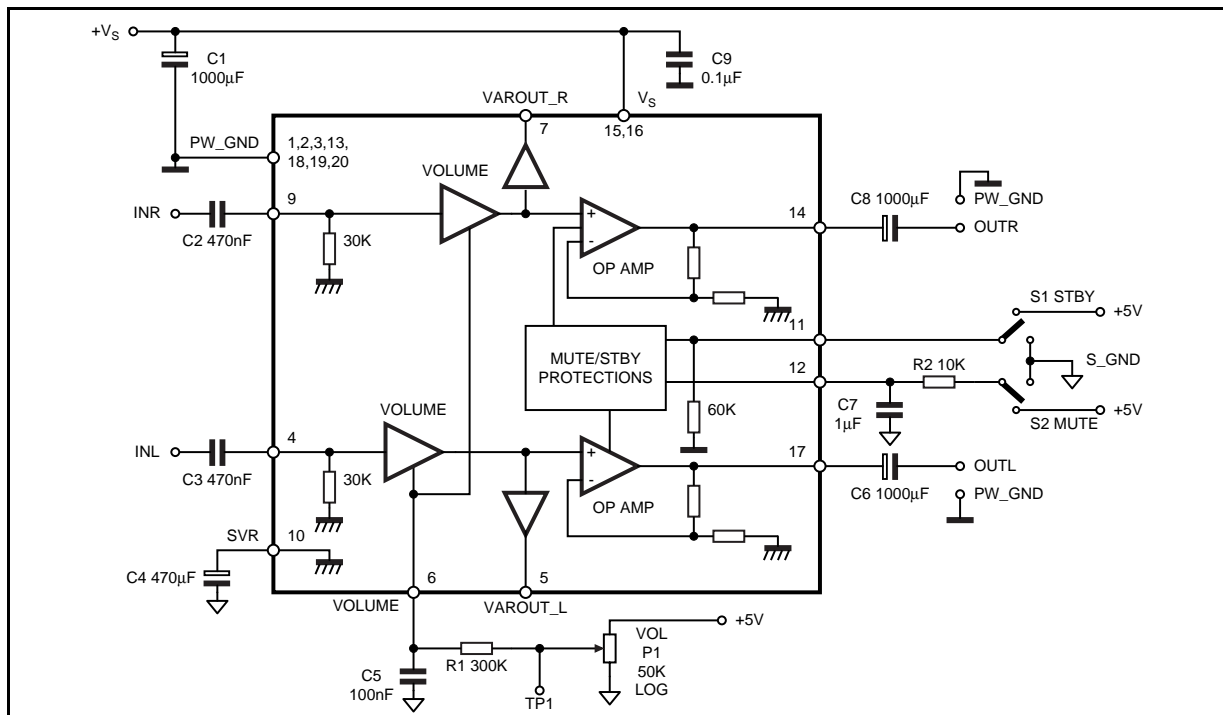 +VS
C1
1000µF
C9
0.1µF
VAROUT_R
VS
7
15,16
PW_GND
1,2,3,13,
18,19,20
VOLUME
INR
9
C2 470nF
30K
+
-
OP AMP
14
C8 1000µF
PW_GND
OUTR
11
S1 STBY
+5V
MUTE/STBY
PROTECTIONS
12
R2 10K
S_GND
60K
C7
1µF
+5V
S2 MUTE
VOLUME
INL
4
C3 470nF
30K
+
-
OP AMP
17
OUTL
C6 1000µF
PW_GND
SVR
10
C4 470µF
6
5
VOLUME
VAROUT_L
+5V
VOL
P1
50K
LOG
R1 300K
C5
100nF
TP1